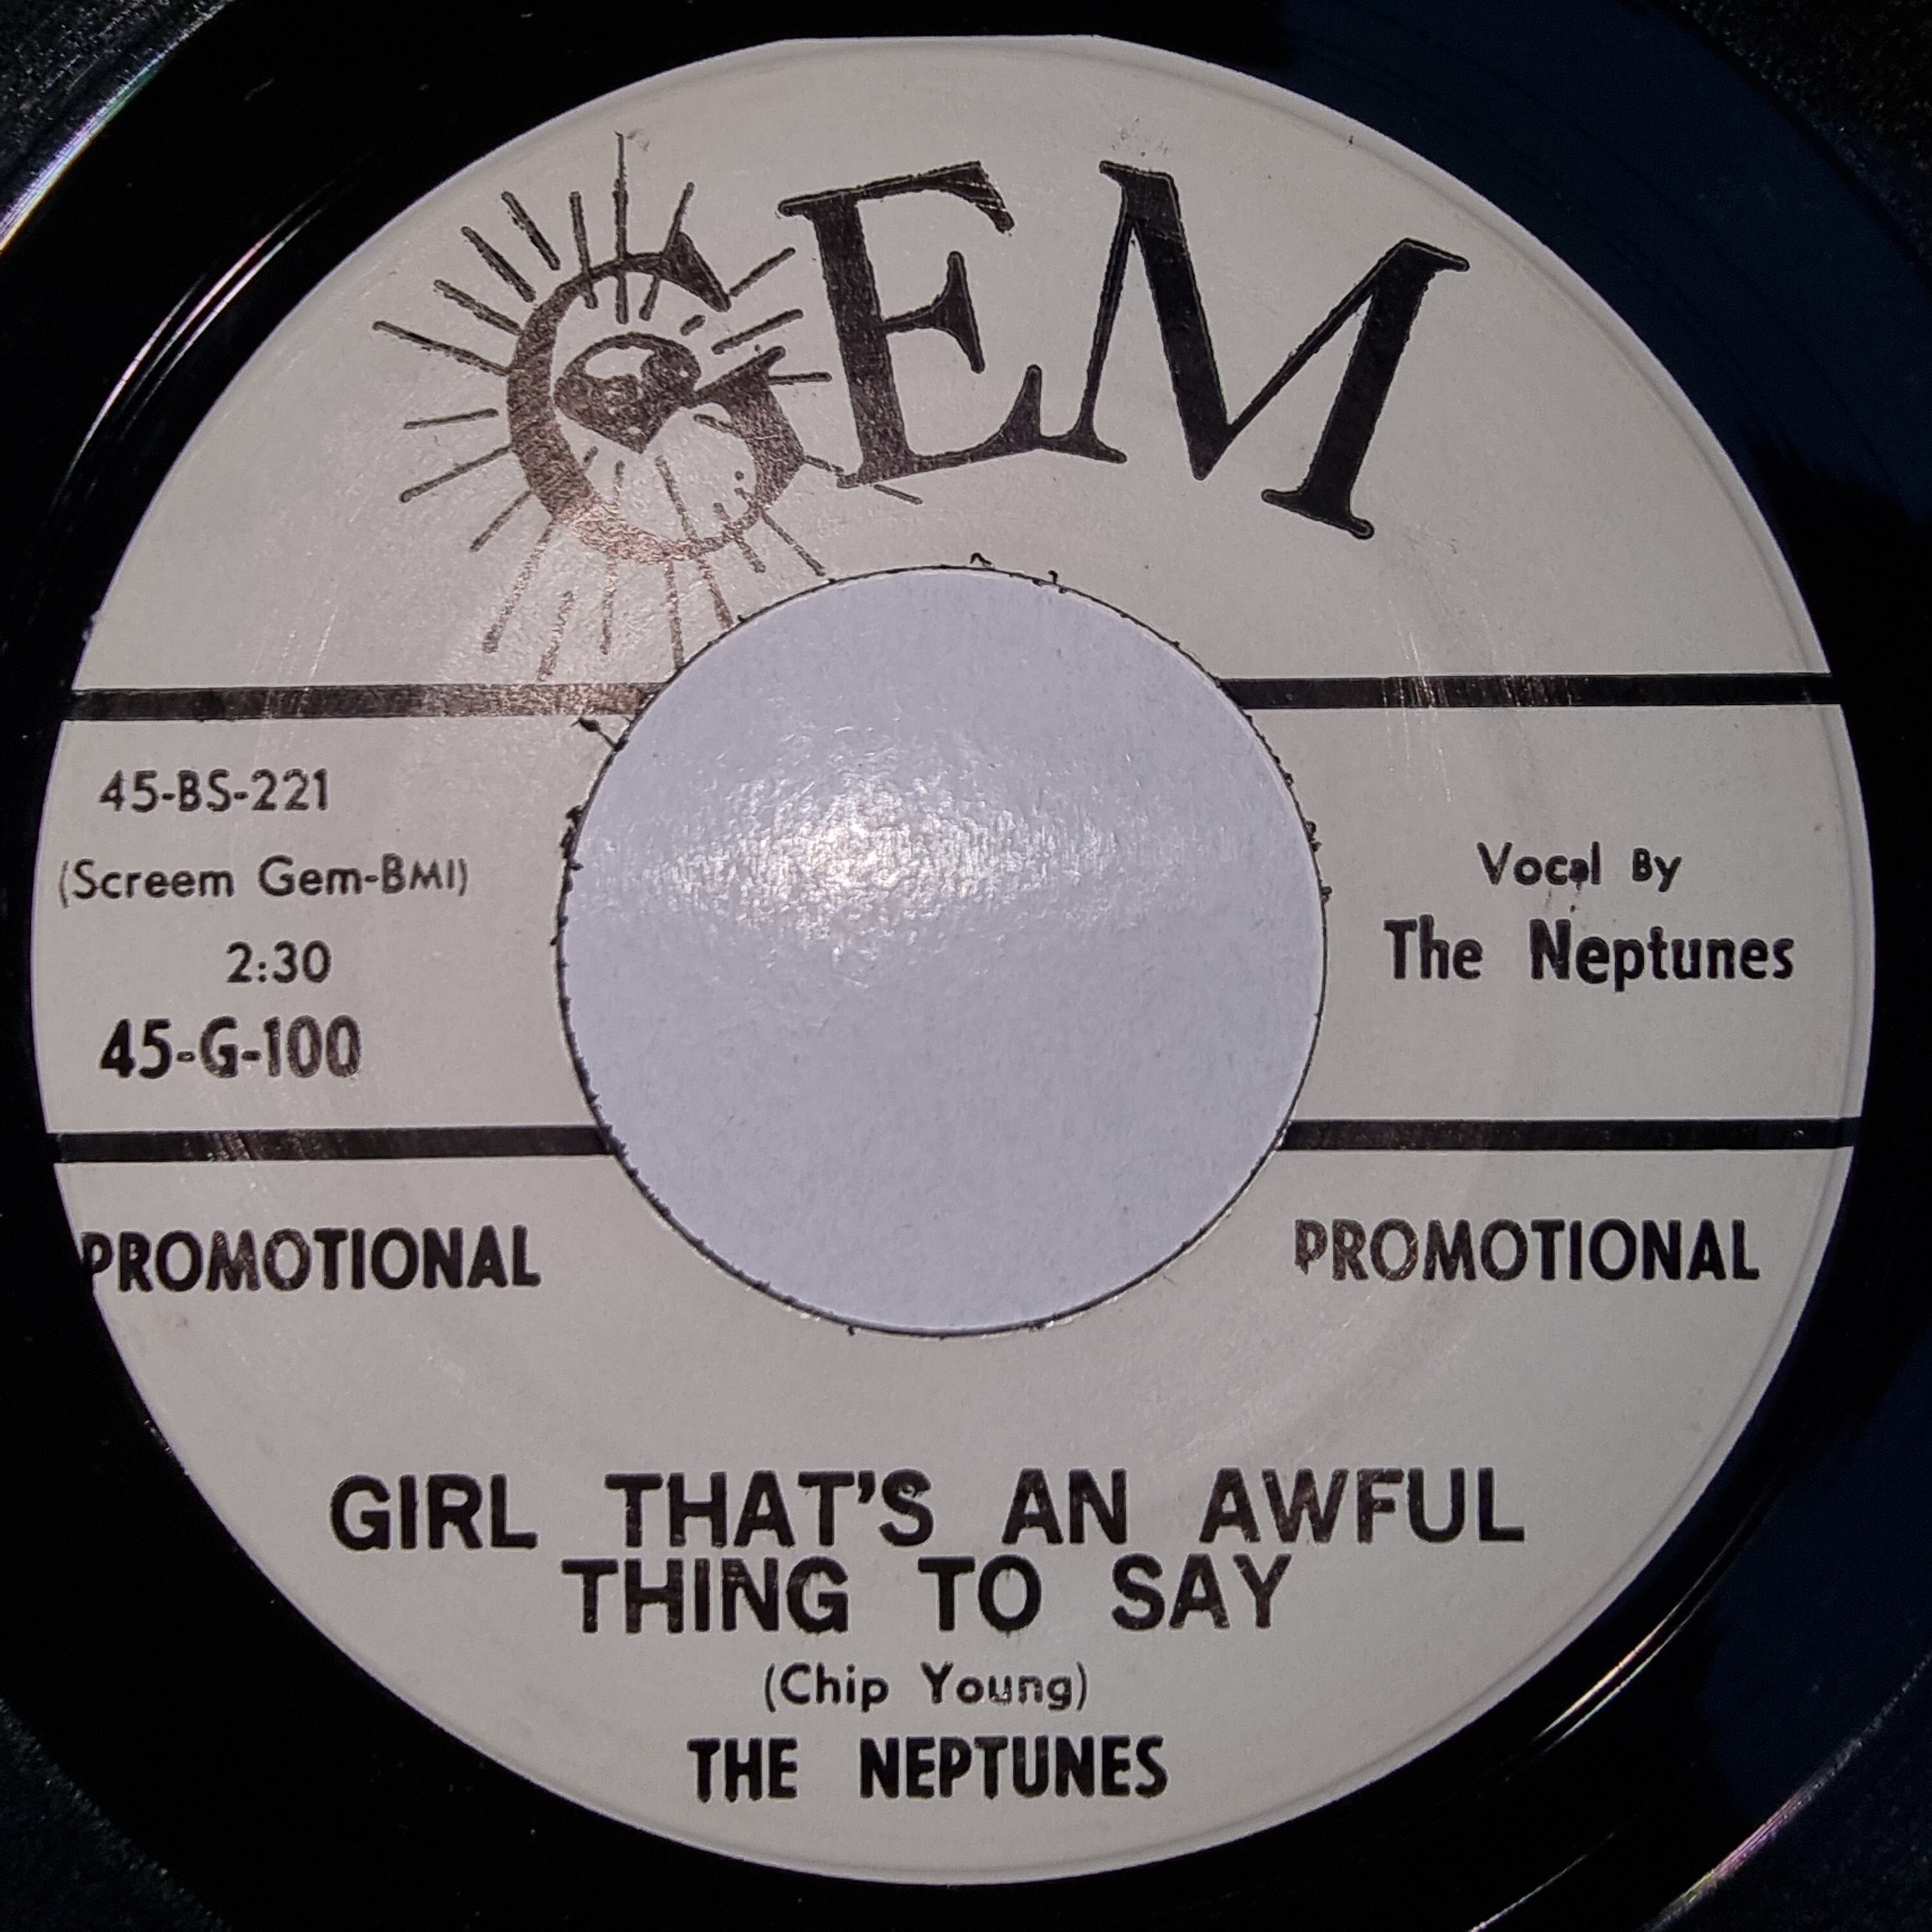 GEM
45-BS-221
(Screem Gem-BMI)
2:30
45-G-100
Vocal By
The Neptunes
PROMOTIONAL
PROMOTIONAL
GIRL THAT'S AN AWFUL
THING TO SAY
(Chip Young)
THE NEPTUNES